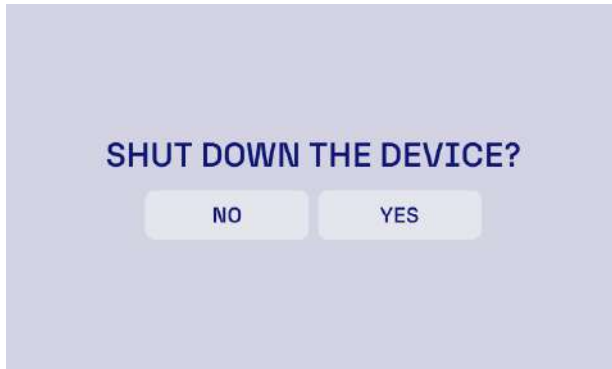 SHUT DOWN THE DEVICE?
NO YES